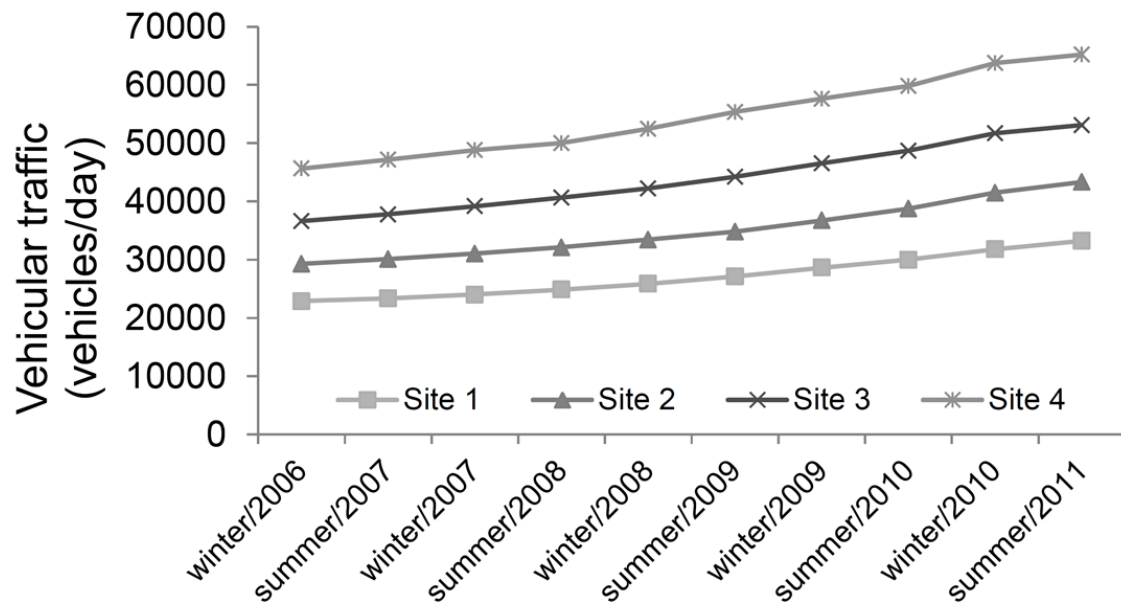 Vehicular traffic
(vehicles/day)
70000
60000
50000
40000
30000
20000
10000
0
Site 1
Site 2
Site 3
Site 4
winter/2006
summer/2007
winter/2007
summer/2008
winter/2008
summer/2009
winter/2009
summer/2010
winter/2010
summer/2011